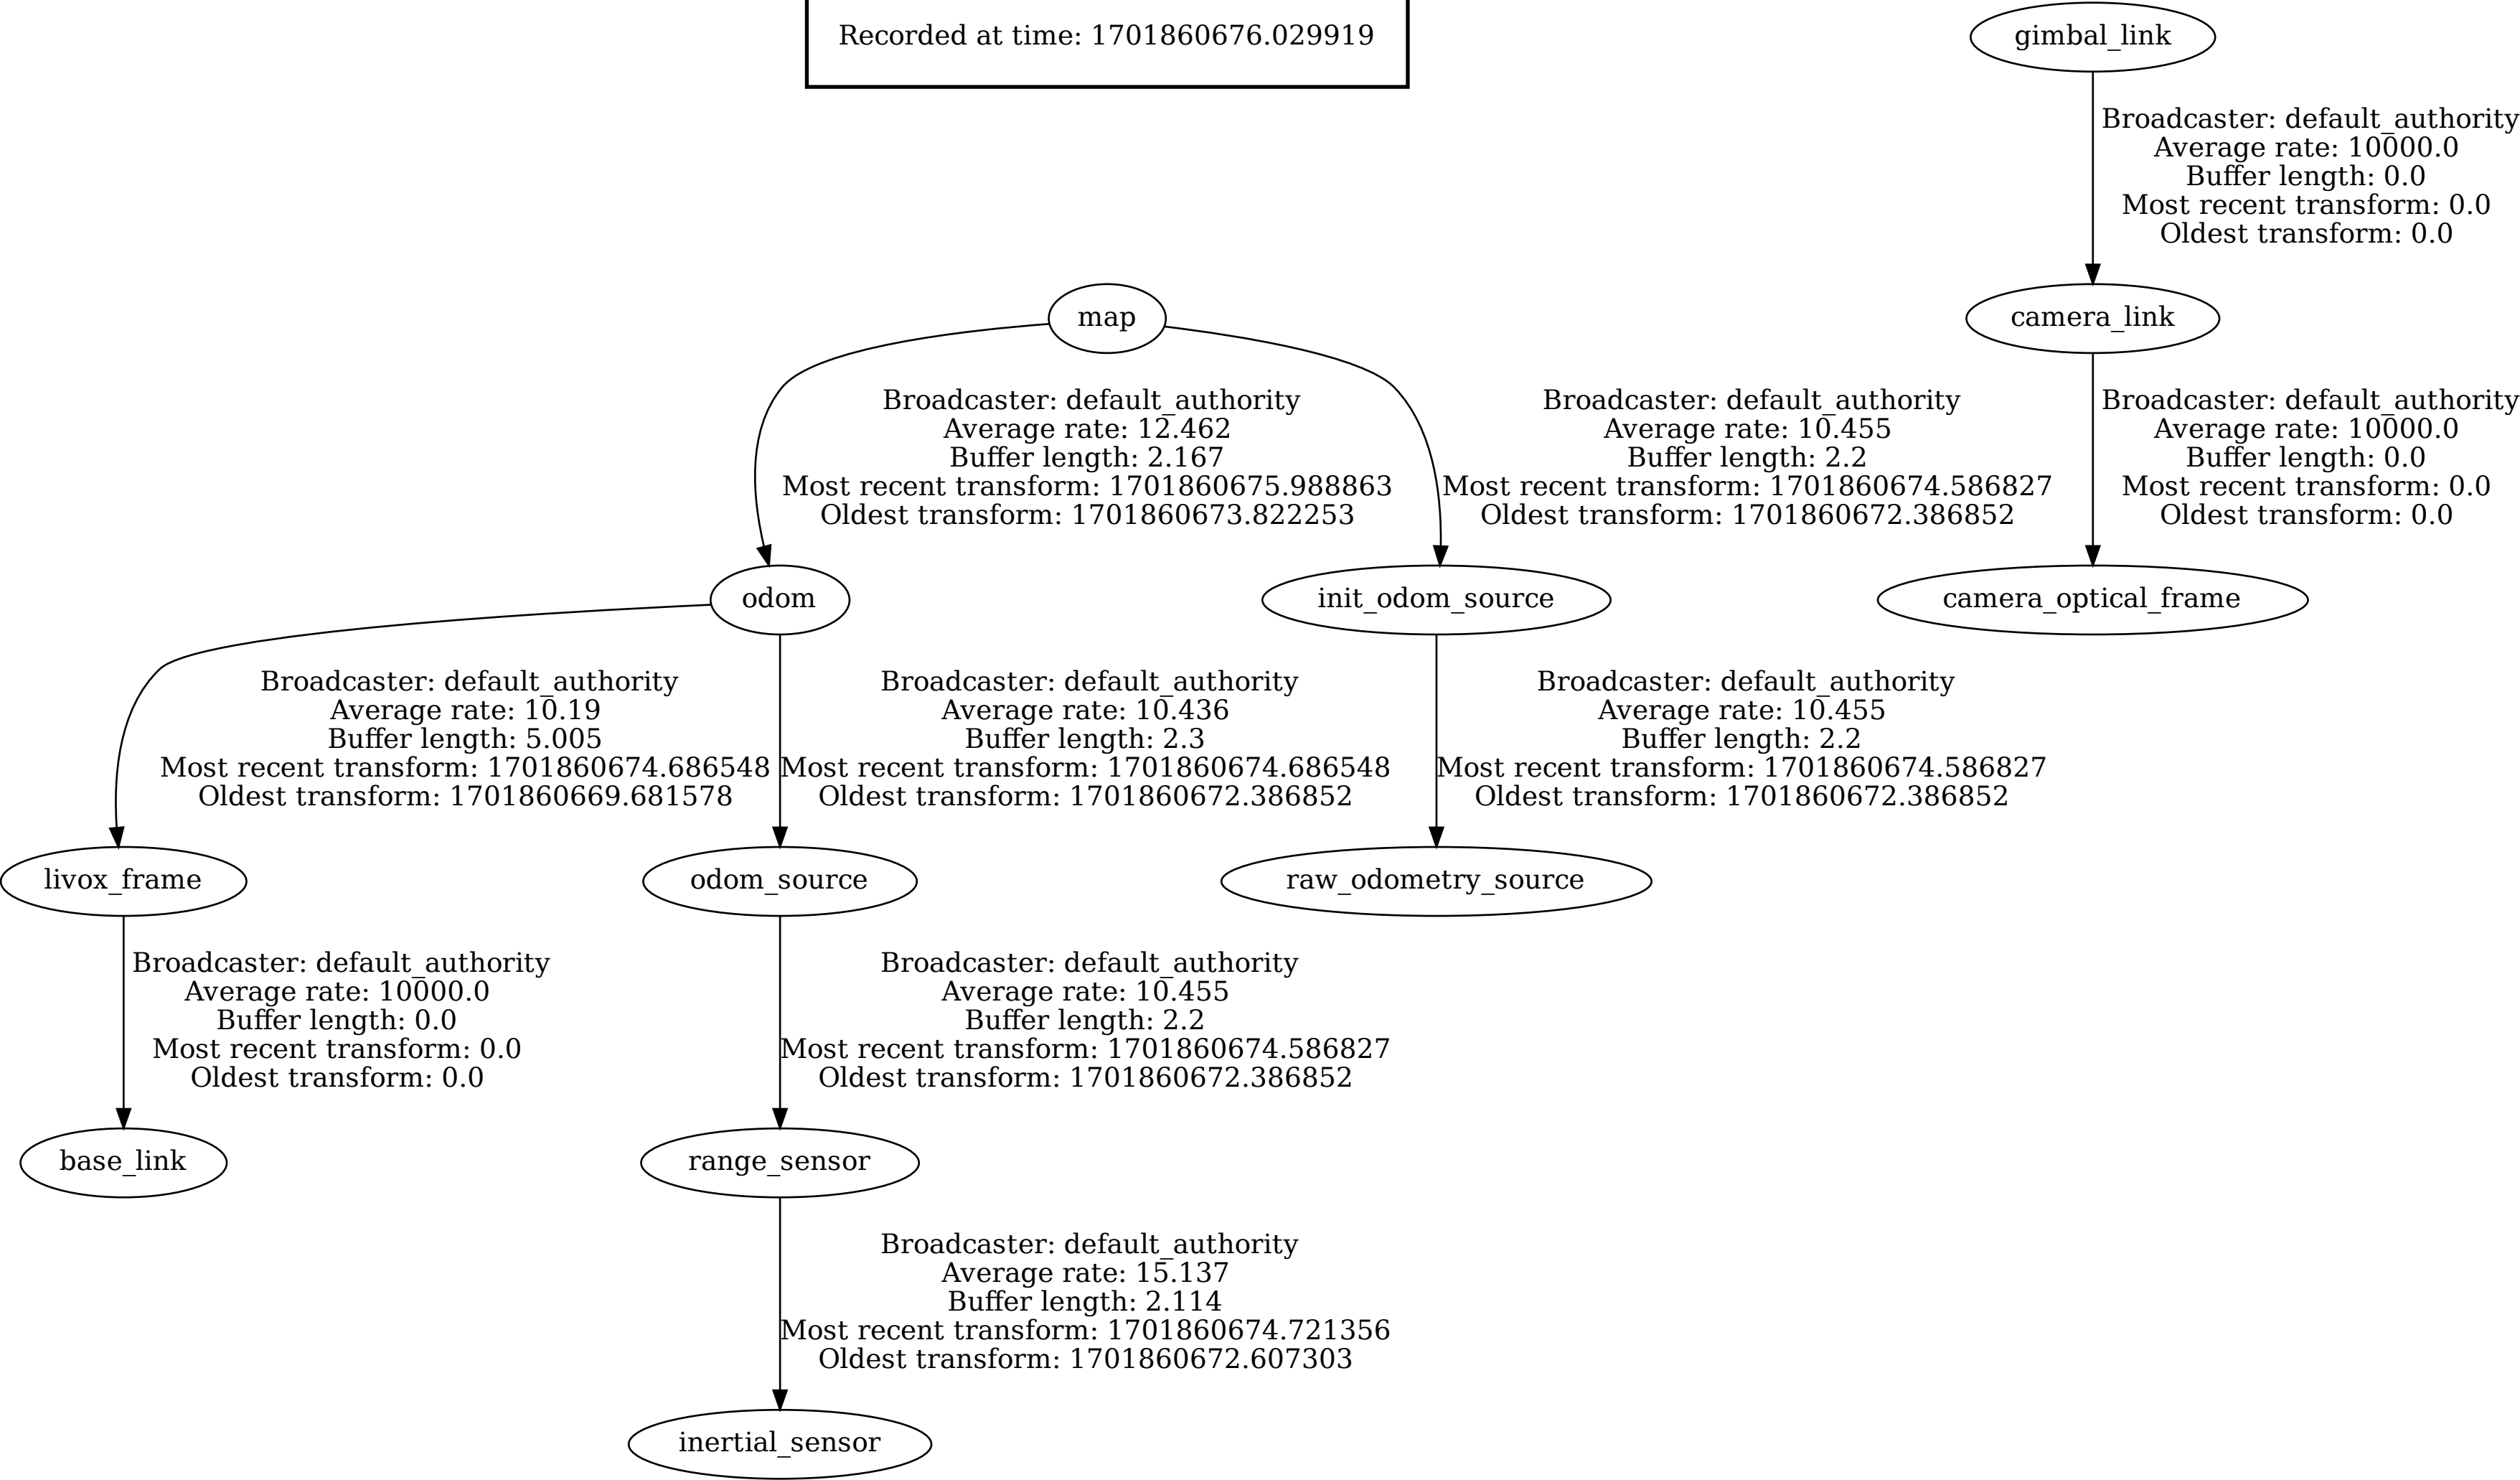 Recorded at time: 1701860676.029919
gimbal_link
Broadcaster: default_authority
Average rate: 10000.0
Buffer length: 0.0
Most recent transform: 0.0
Oldest transform: 0.0
map
camera_link
Broadcaster: default_authority
Average rate: 12.462
Buffer length: 2.167
Most recent transform: 1701860675.988863
Oldest transform: 1701860673.822253
Broadcaster: default_authority
Average rate: 10.455
Buffer length: 2.2
Most recent transform: 1701860674.586827
Oldest transform: 1701860672.386852
Broadcaster: default_authority
Average rate: 10000.0
Buffer length: 0.0
Most recent transform: 0.0
Oldest transform: 0.0
odom
init_odom_source
camera_optical_frame
Broadcaster: default_authority
Average rate: 10.19
Buffer length: 5.005
Most recent transform: 1701860674.686548
Oldest transform: 1701860669.681578
Broadcaster: default_authority
Average rate: 10.436
Buffer length: 2.3
Most recent transform: 1701860674.686548
Oldest transform: 1701860672.386852
Broadcaster: default_authority
Average rate: 10.455
Buffer length: 2.2
Most recent transform: 1701860674.586827
Oldest transform: 1701860672.386852
livox_frame
odom_source
raw_odometry_source
Broadcaster: default_authority
Average rate: 10000.0
Buffer length: 0.0
Most recent transform: 0.0
Oldest transform: 0.0
Broadcaster: default_authority
Average rate: 10.455
Buffer length: 2.2
Most recent transform: 1701860674.586827
Oldest transform: 1701860672.386852
base_link
range_sensor
Broadcaster: default_authority
Average rate: 15.137
Buffer length: 2.114
Most recent transform: 1701860674.721356
Oldest transform: 1701860672.607303
inertial_sensor